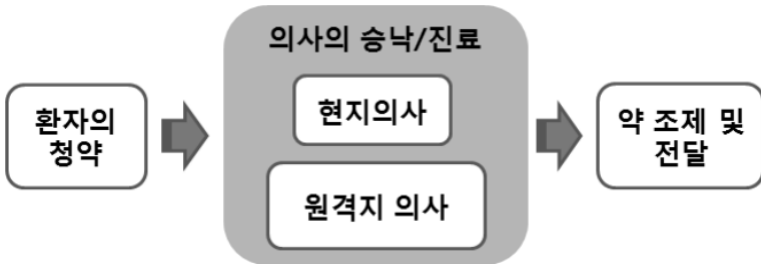 환자의
청약
의사의 승낙/진료
현지의사
원격지 의사
약 조제 및
전달